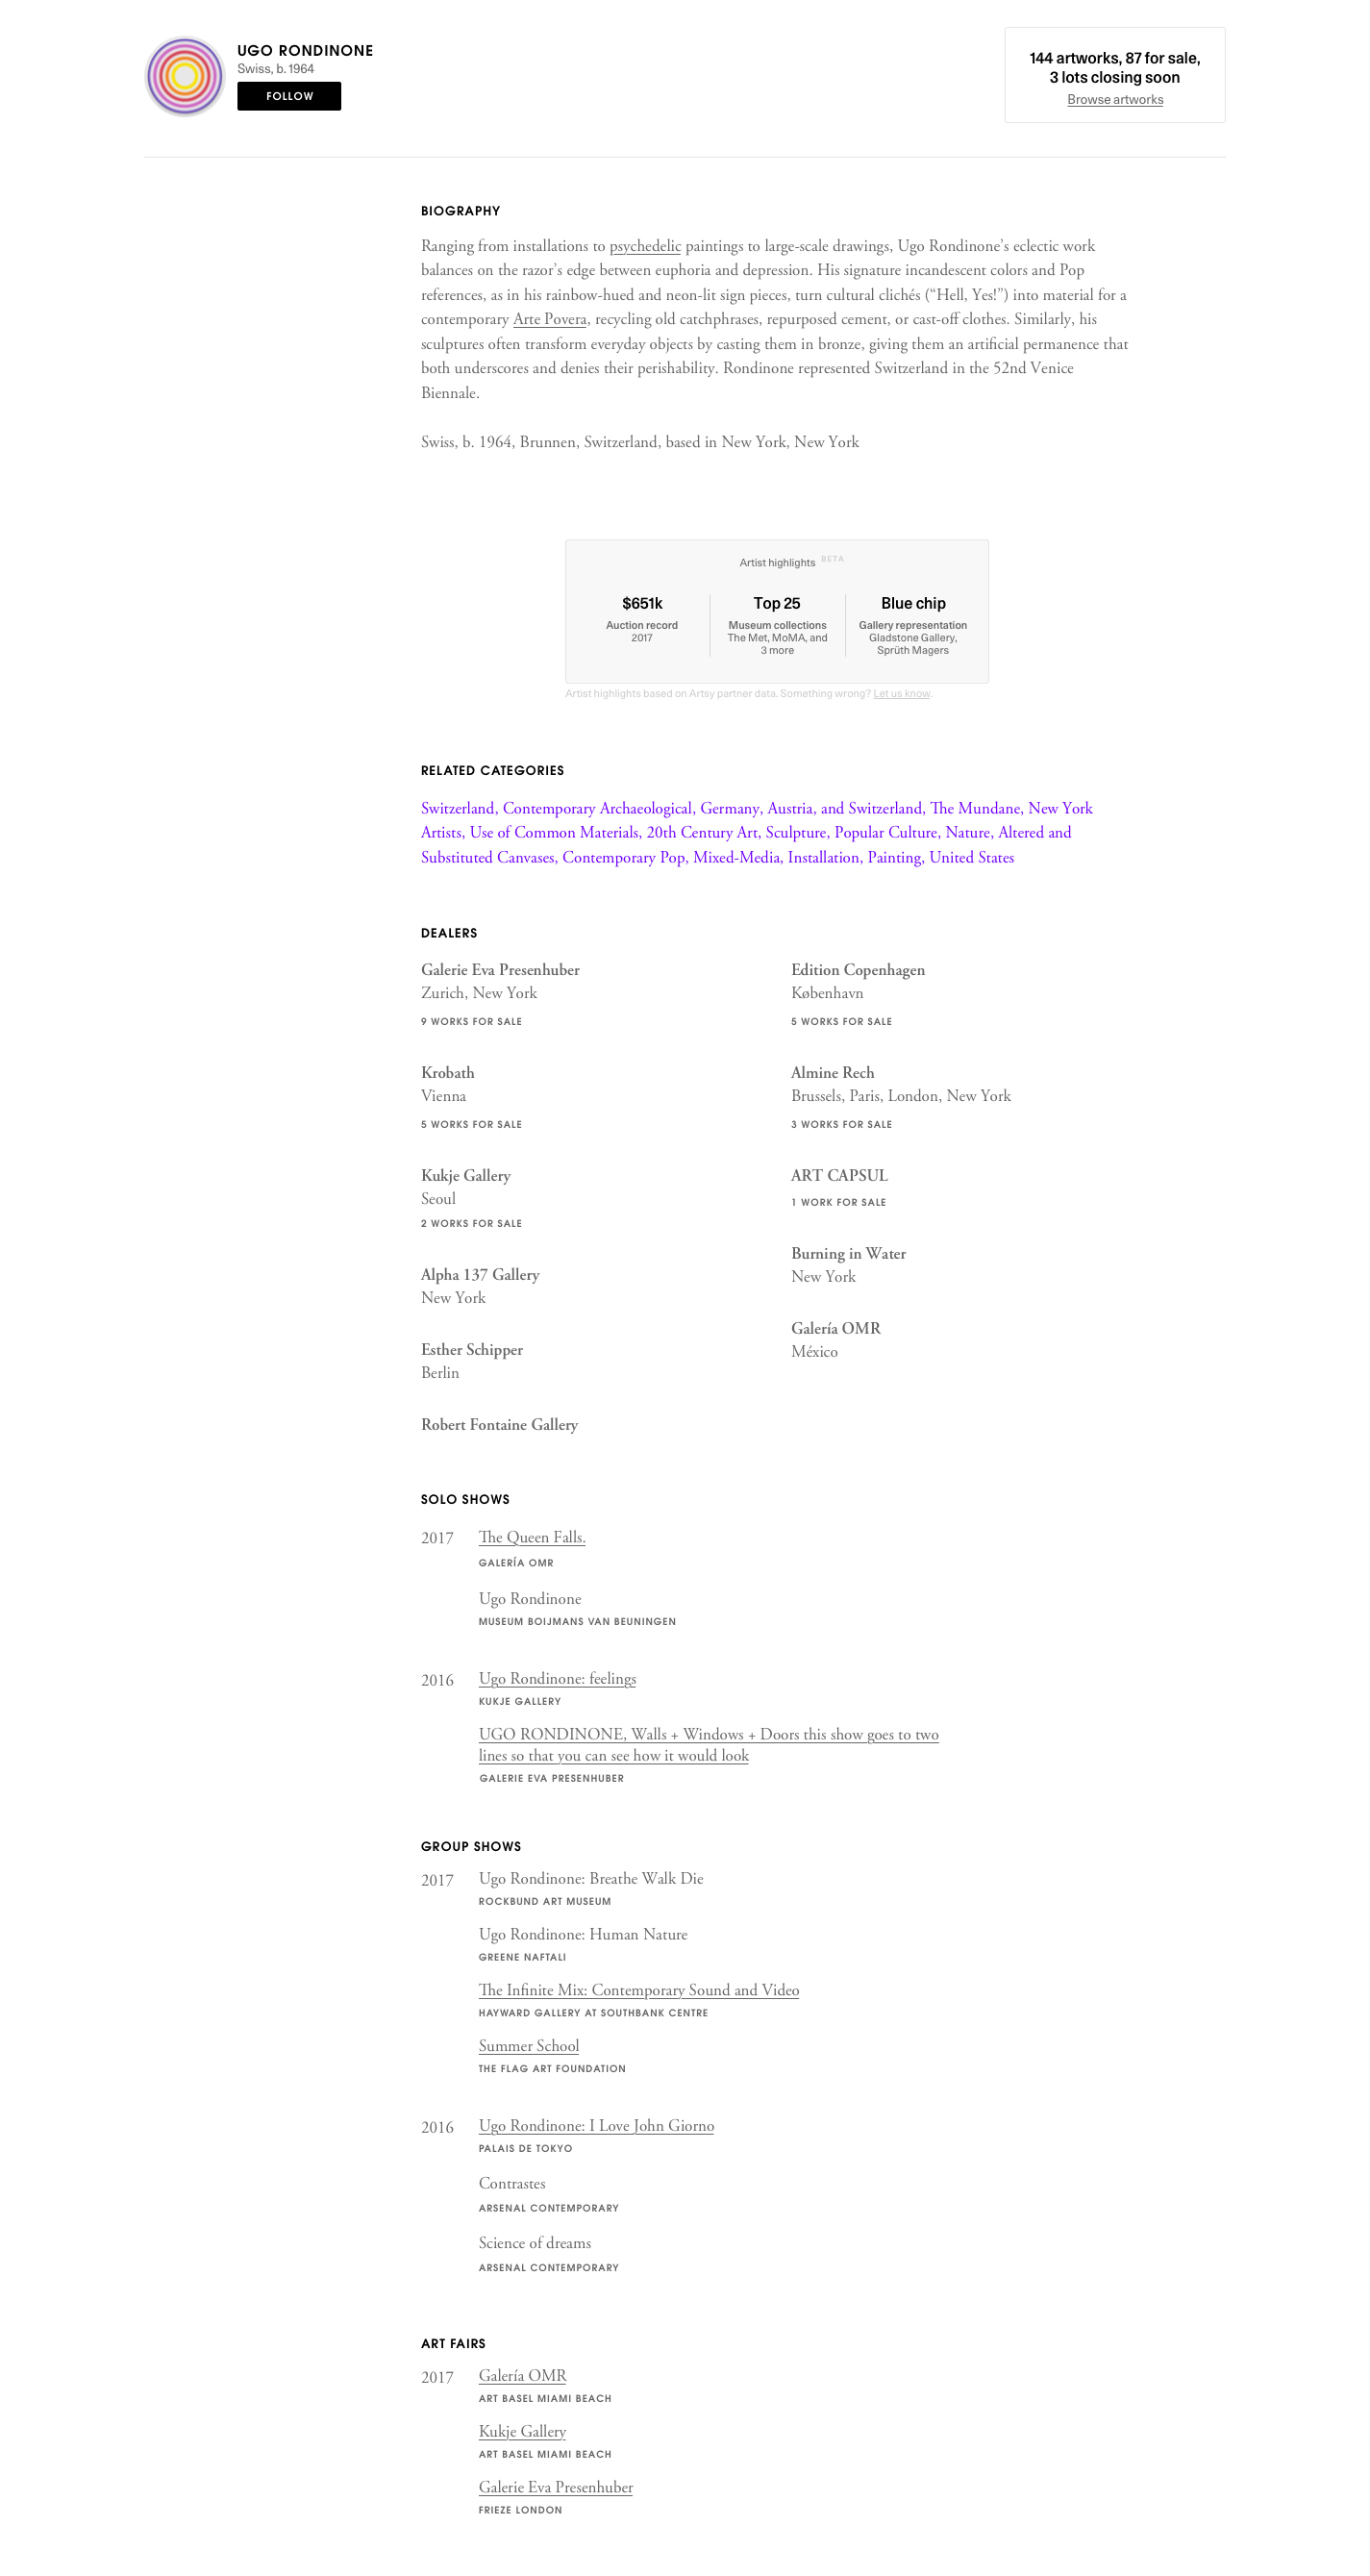 UGO RONDINONE
Swiss, b. 1964
FOLLOW
144 artworks, 87 for sale,
3 lots closing soon
Browse artworks
BIOGRAPHY
Ranging from installations to psychedelic paintings to large-scale drawings, Ugo Rondinone’s eclectic work
balances on the razor’s edge between euphoria and depression. His signature incandescent colors and Pop
references, as in his rainbow-hued and neon-lit sign pieces, turn cultural clichés (“Hell, Yes!”) into material for a
contemporary Arte Povera, recycling old catchphrases, repurposed cement, or cast-off clothes. Similarly, his
sculptures often transform everyday objects by casting them in bronze, giving them an artificial permanence that
both underscores and denies their perishability. Rondinone represented Switzerland in the 52nd Venice
Biennale.
Swiss, b. 1964, Brunnen, Switzerland, based in New York, New York
Artist highlights BETA
$651k
Auction record
2017
Top 25
Museum collections
The Met, MoMA, and
3 more
Blue chip
Gallery representation
Gladstone Gallery,
Sprüth Magers
Artist highlights based on Artsy partner data. Something wrong? Let us know.
RELATED CATEGORIES
Switzerland, Contemporary Archaeological, Germany, Austria, and Switzerland, The Mundane, New York
Artists, Use of Common Materials, 20th Century Art, Sculpture, Popular Culture, Nature, Altered and
Substituted Canvases, Contemporary Pop, Mixed-Media, Installation, Painting, United States
DEALERS
Galerie Eva Presenhuber
Zurich, New York
9 WORKS FOR SALE
Krobath
Vienna
5 WORKS FOR SALE
Kukje Gallery
Seoul
2 WORKS FOR SALE
Alpha 137 Gallery
New York
Esther Schipper
Berlin
Robert Fontaine Gallery
Edition Copenhagen
København
5 WORKS FOR SALE
Almine Rech
Brussels, Paris, London, New York
3 WORKS FOR SALE
ART CAPSUL
1 WORK FOR SALE
Burning in Water
New York
Galería OMR
México
SOLO SHOWS
2017
The Queen Falls.
GALERÍA OMR
Ugo Rondinone
MUSEUM BOIJMANS VAN BEUNINGEN
2016
Ugo Rondinone: feelings
KUKJE GALLERY
UGO RONDINONE, Walls + Windows + Doors this show goes to two
lines so that you can see how it would look
GALERIE EVA PRESENHUBER
GROUP SHOWS
2017
Ugo Rondinone: Breathe Walk Die
ROCKBUND ART MUSEUM
Ugo Rondinone: Human Nature
GREENE NAFTALI
The Infinite Mix: Contemporary Sound and Video
HAYWARD GALLERY AT SOUTHBANK CENTRE
Summer School
THE FLAG ART FOUNDATION
2016
Ugo Rondinone: I Love John Giorno
PALAIS DE TOKYO
Contrastes
ARSENAL CONTEMPORARY
Science of dreams
ARSENAL CONTEMPORARY
ART FAIRS
2017
Galería OMR
ART BASEL MIAMI BEACH
Kukje Gallery
ART BASEL MIAMI BEACH
Galerie Eva Presenhuber
FRIEZE LONDON